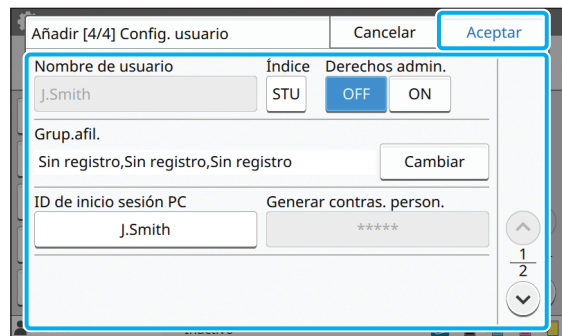 Añadir [4/4] Config. usuario Cancelar Aceptar
Nombre de usuario Índice Derechos admin.
J.Smith STU OFF ON
Grup.afil.
Sin registro,Sin registro,Sin registro Cambiar
ID de inicio sesión PC Generar contras. person.
J.Smith *****
1
2